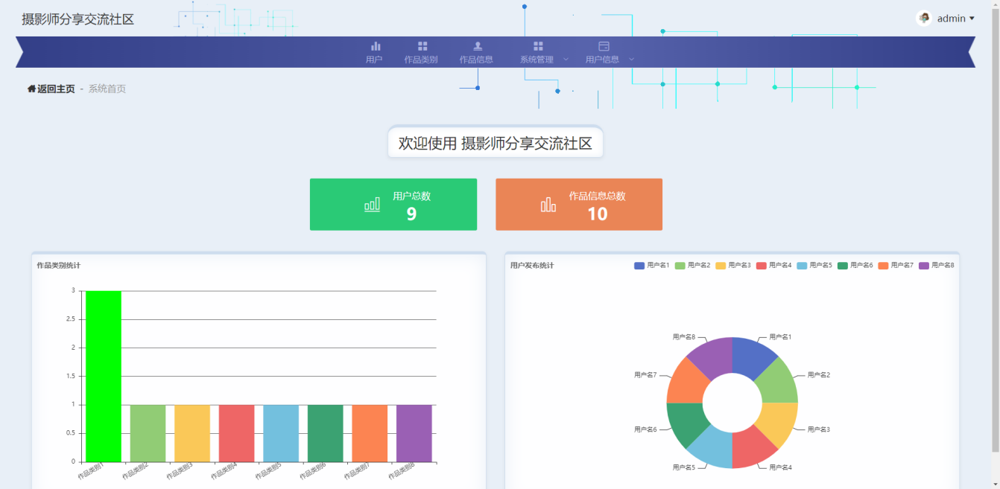 摄影师分享交流社区
admin
用户 作品类别 作品信息 系统管理 用户信息
返回主页 - 系统首页
欢迎使用 摄影师分享交流社区
用户总数
9
作品信息总数
10
作品类别统计
3
2.5
2
1.5
1
0.5
0
作品类别1 作品类别2 作品类别3 作品类别4 作品类别5 作品类别6 作品类别7 作品类别8
用户发布统计
用户名1 用户名2 用户名3 用户名4 用户名5 用户名6 用户名7 用户名8
用户名8 用户名1
用户名7 用户名2
用户名6 用户名3
用户名5 用户名4